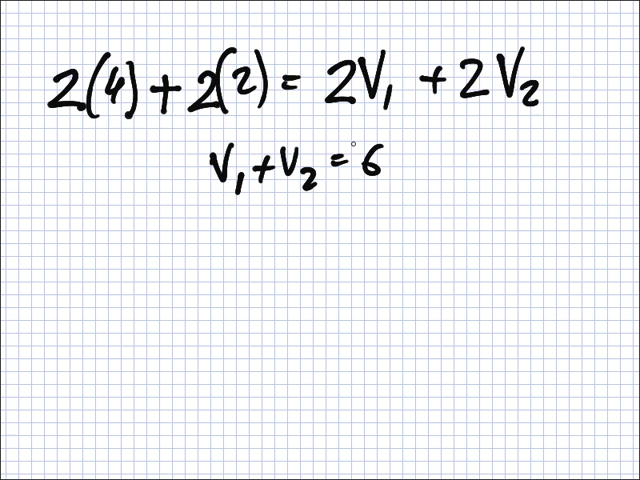 2(4) + 2(2) = 2V₁ + 2V₂
V₁ + V₂ = 6